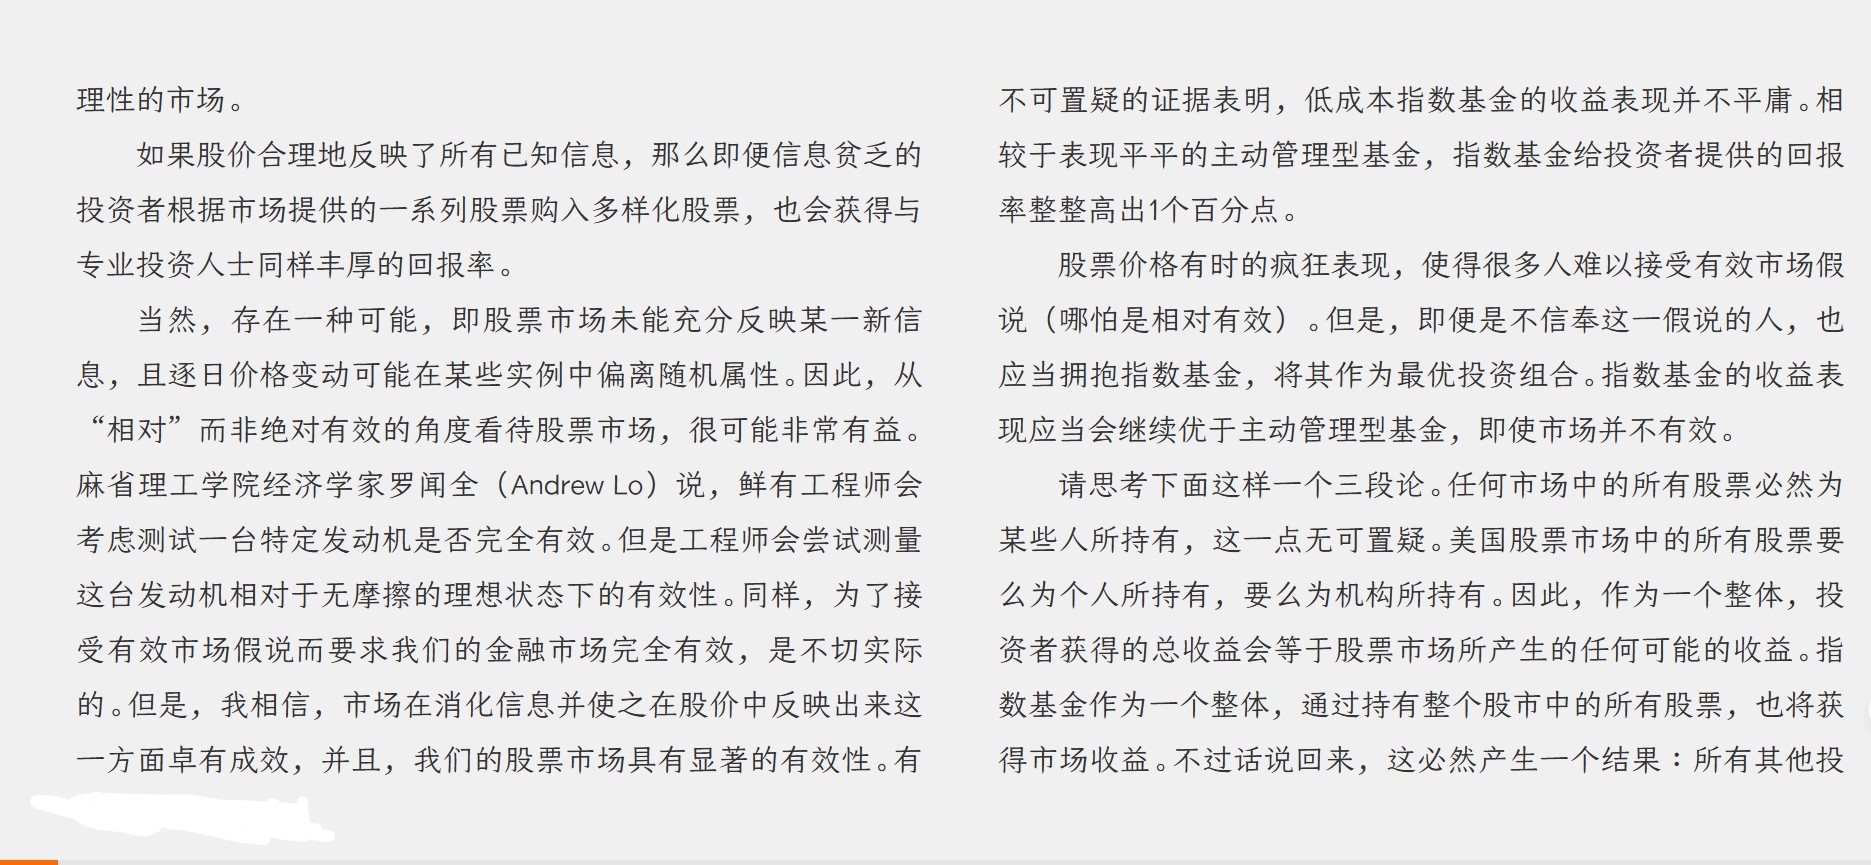 理性的市场。
如果股价合理地反映了所有已知信息，那么即便信息贫乏的
投资者根据市场提供的一系列股票购入多样化股票，也会获得与
专业投资人士同样丰厚的回报率。
当然，存在一种可能，即股票市场未能充分反映某一新信
息，且逐日价格变动可能在某些实例中偏离随机属性。因此，从
“相对”而非绝对有效的角度看待股票市场，很可能非常有益。
麻省理工学院经济学家罗闻全（Andrew Lo）说，鲜有工程师会
考虑测试一台特定发动机是否完全有效。但是工程师会尝试测量
这台发动机相对于无摩擦的理想状态下的有效性。同样，为了接
受有效市场假说而要求我们的金融市场完全有效，是不切实际
的。但是，我相信，市场在消化信息并使之在股价中反映出来这
一方面卓有成效，并且，我们的股票市场具有显著的有效性。有
不可置疑的证据表明，低成本指数基金的收益表现并不平庸。相
较于表现平平的主动管理型基金，指数基金给投资者提供的回报
率整整高出1个百分点。
股票价格有时的疯狂表现，使得很多人难以接受有效市场假
说（哪怕是相对有效）。但是，即便是不信奉这一假说的人，也
应当拥抱指数基金，将其作为最优投资组合。指数基金的收益表
现应当会继续优于主动管理型基金，即使市场并不有效。
请思考下面这样一个三段论。任何市场中的所有股票必然为
某些人所持有，这一点无可置疑。美国股票市场中的所有股票要
么为个人所持有，要么为机构所持有。因此，作为一个整体，投
资者获得的总收益会等于股票市场所产生的任何可能的收益。指
数基金作为一个整体，通过持有整个股市中的所有股票，也将获
得市场收益。不过话说回来，这必然产生一个结果：所有其他投